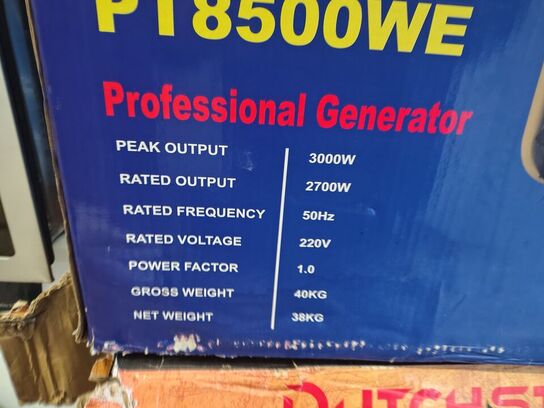 PT8500WE
Professional Generator
PEAK OUTPUT 3000W
RATED OUTPUT 2700W
RATED FREQUENCY 50Hz
RATED VOLTAGE 220V
POWER FACTOR 1.0
GROSS WEIGHT 40KG
NET WEIGHT 38KG